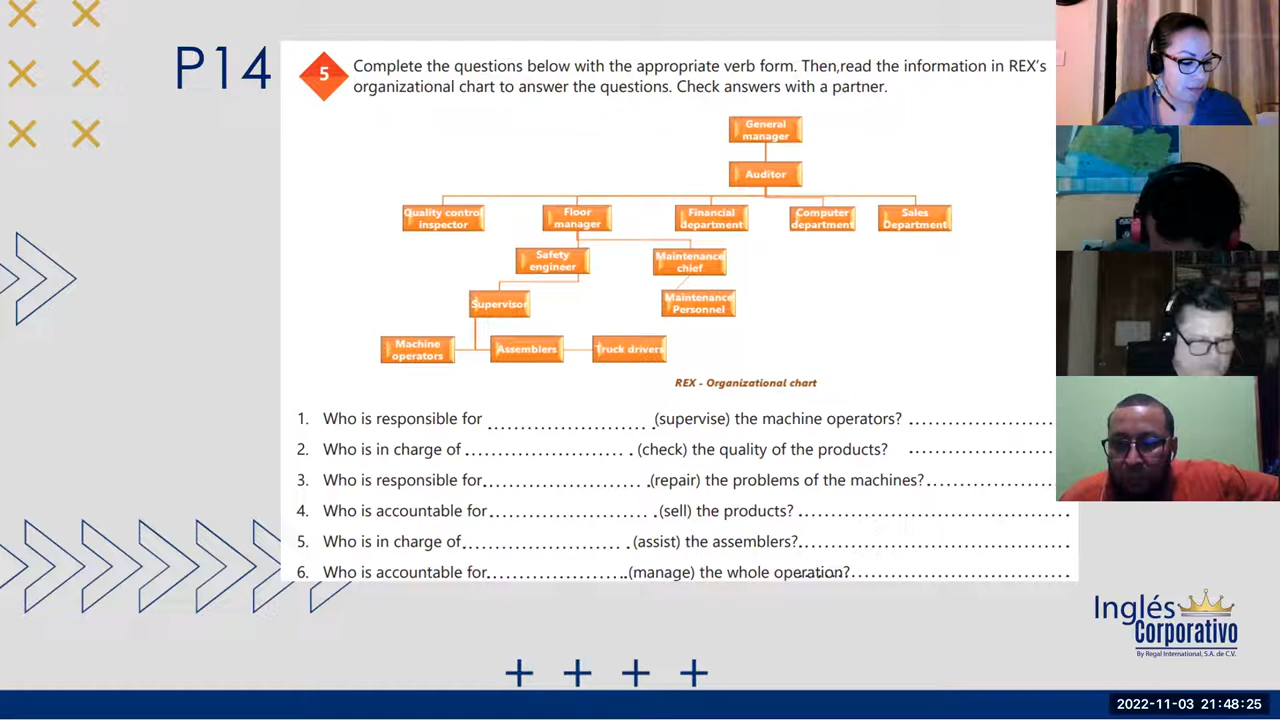 P14
5
Complete the questions below with the appropriate verb form. Then,read the information in REX's
organizational chart to answer the questions. Check answers with a partner.
General
manager
Auditor
Quality control
inspector
Floor
manager
Financial
department
Computer
department
Sales
Department
Safety
engineer
Maintenance
chief
Supervisor
Maintenance
Personnel
Machine
operators
Assemblers
Truck drivers
REX - Organizational chart
1. Who is responsible for ........................ (supervise) the machine operators? ........................
2. Who is in charge of ........................ (check) the quality of the products? ........................
3. Who is responsible for ........................ (repair) the problems of the machines? ........................
4. Who is accountable for ........................ (sell) the products? ........................
5. Who is in charge of ........................ (assist) the assemblers? ........................
6. Who is accountable for ........................ (manage) the whole operation? ........................
Inglés
Corporativo
By Regal International, S.A. de C.V.
2022-11-03 21:48:25